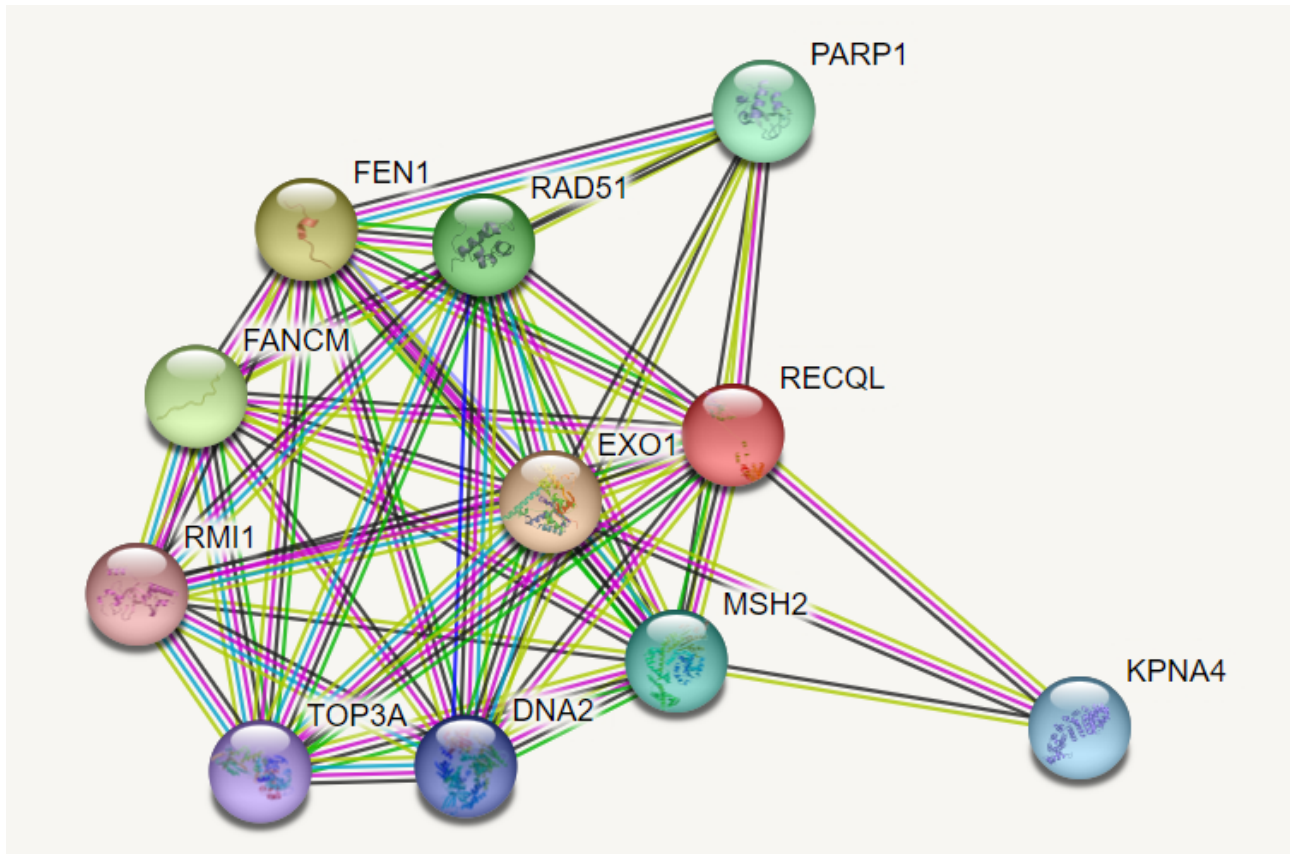 PARP1
FEN1
RAD51
FANCM
RECQL
EXO1
RMI1
MSH2
KPNA4
TOP3A
DNA2